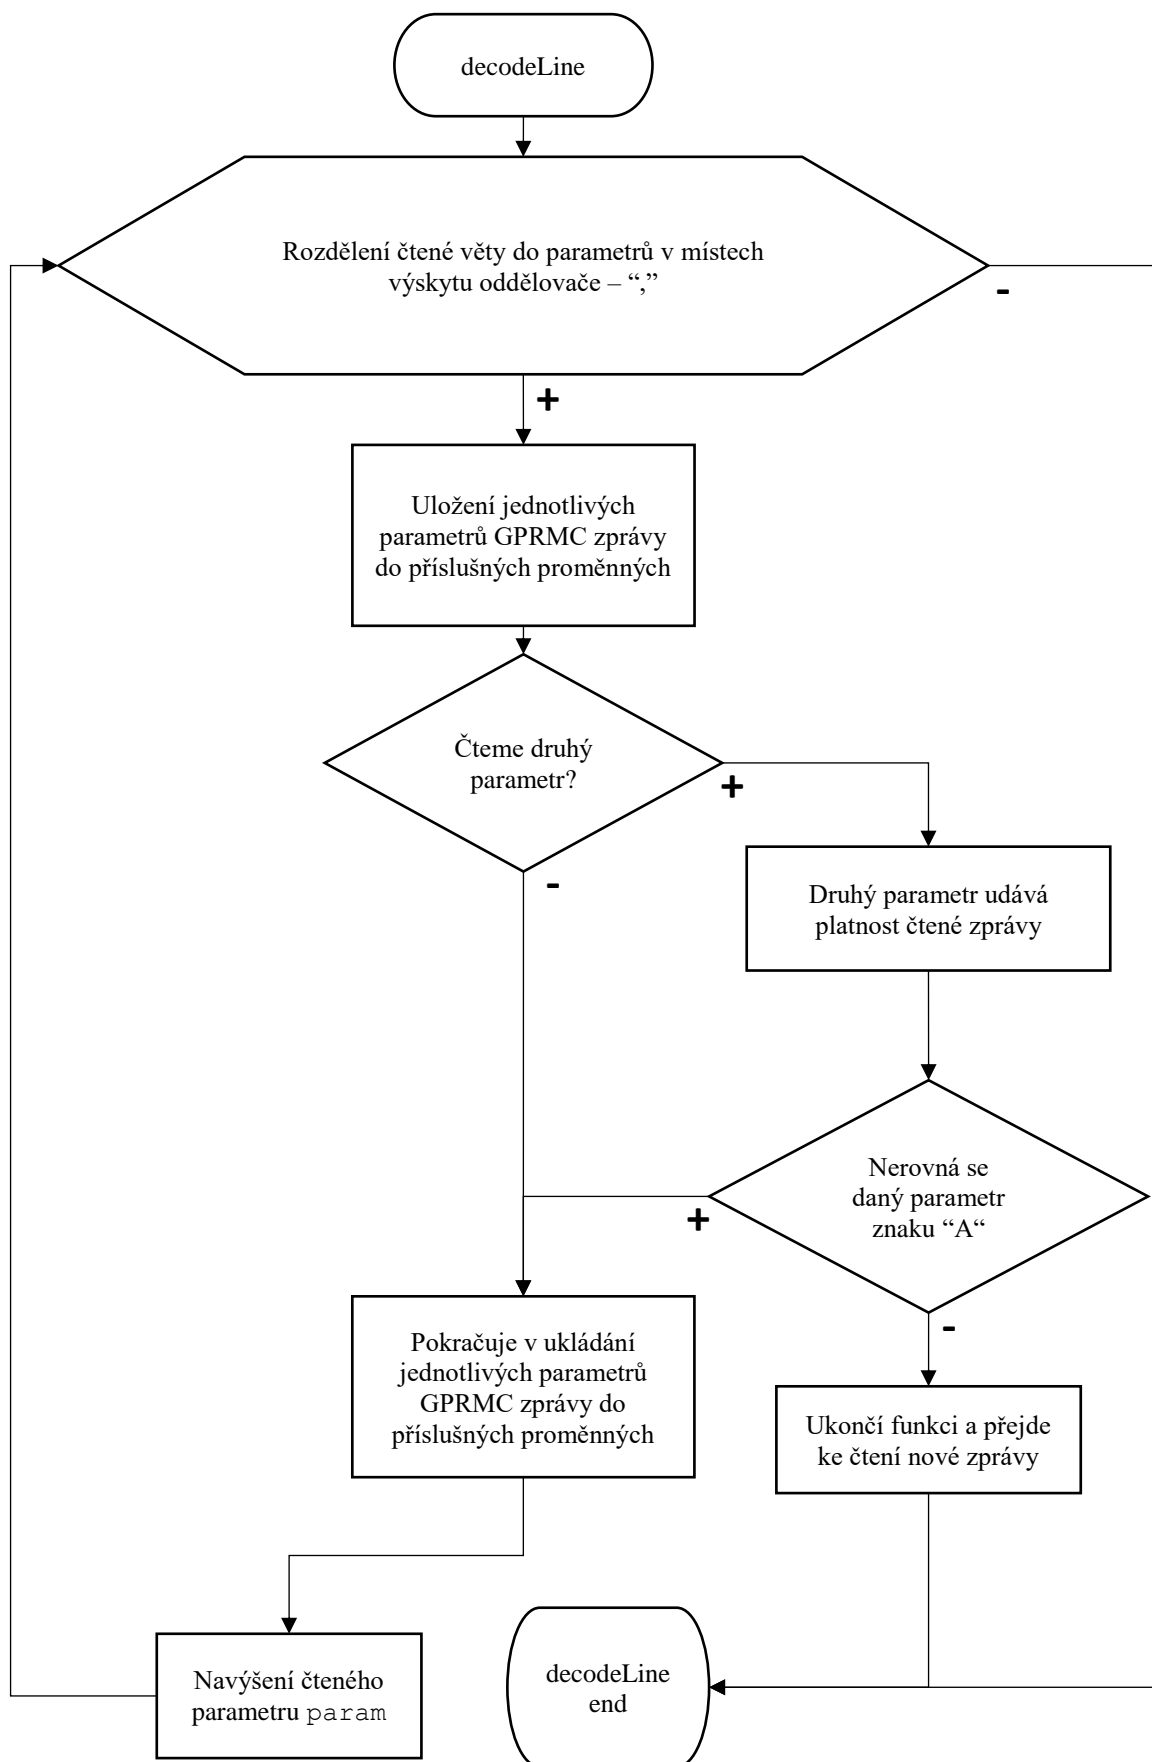 decodeLine
Rozdělení čtené věty do parametrů v místech
výskytu oddělovače – “,”
-
+
Uložení jednotlivých
parametrů GPRMC zprávy
do příslušných proměnných
Čteme druhý
parametr?
+
-
Druhý parametr udává
platnost čtené zprávy
Nerovná se
daný parametr
znaku “A“
+
-
Pokračuje v ukládání
jednotlivých parametrů
GPRMC zprávy do
příslušných proměnných
Ukončí funkci a přejde
ke čtení nové zprávy
Navýšení čteného
parametru param
decodeLine
end